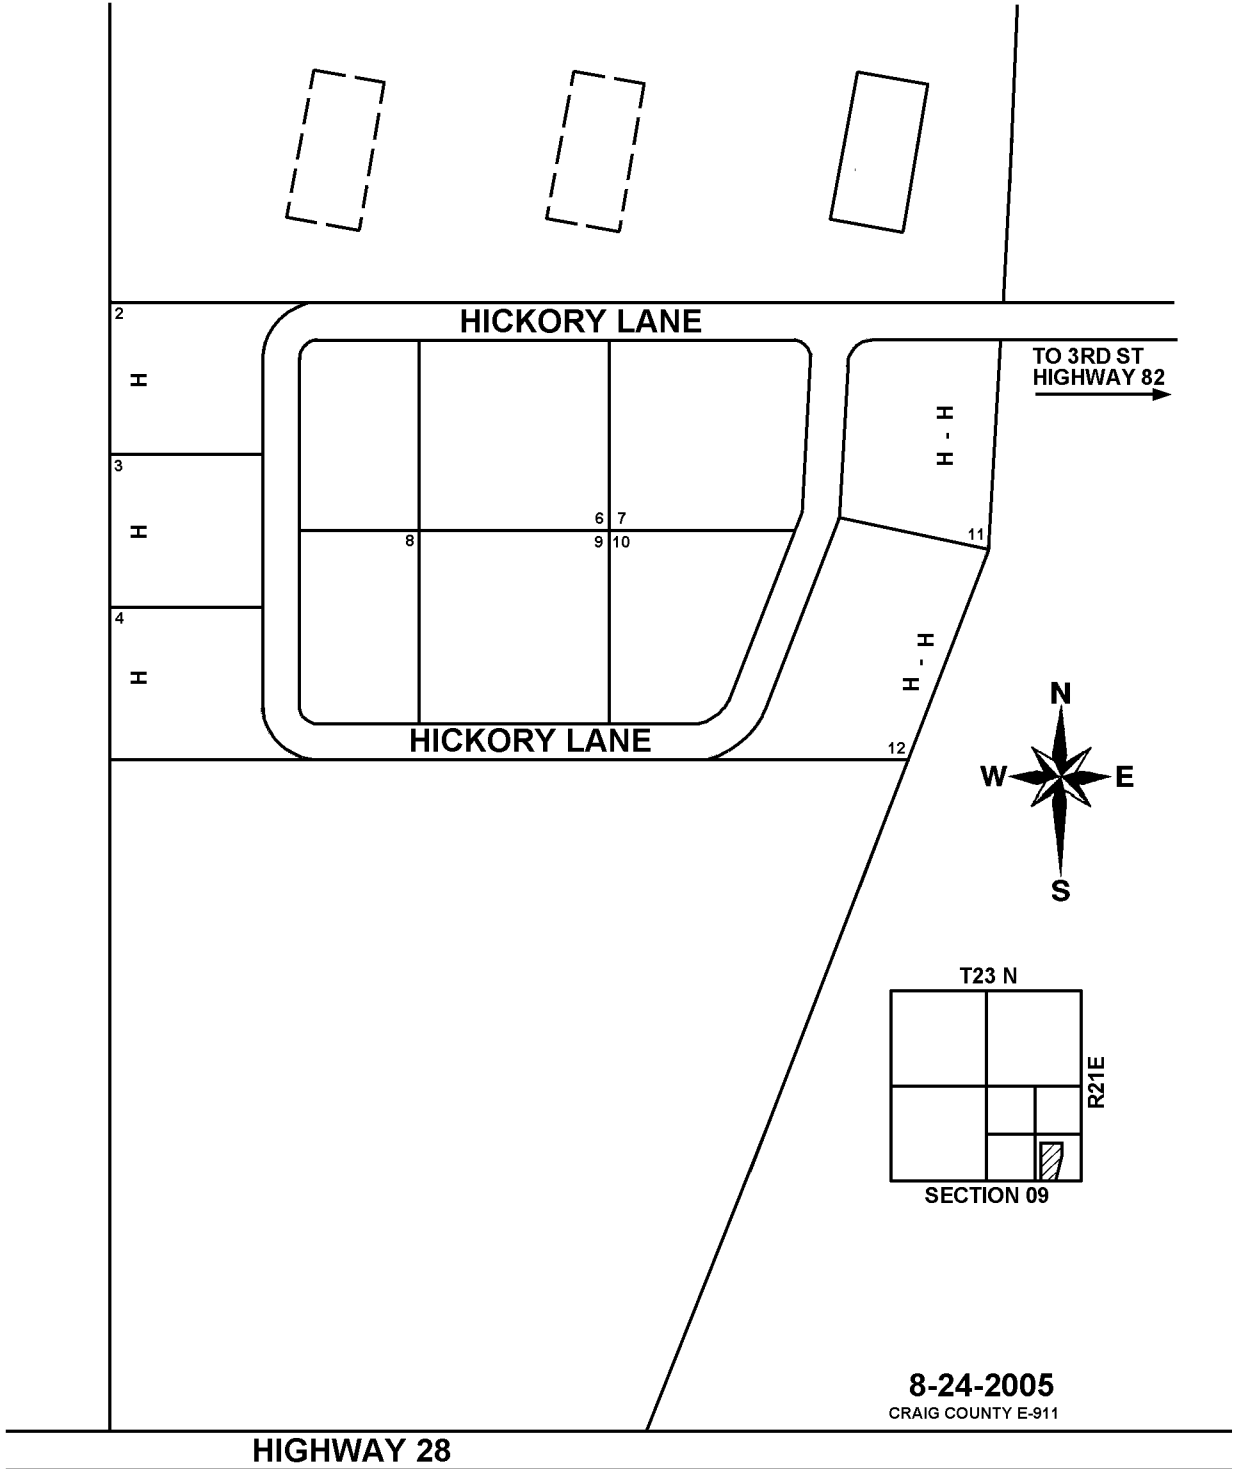 HICKORY LANE
2
TO 3RD ST
HIGHWAY 82
H
H - H
3
H
6 7
8
9 10
11
4
H
H - H
HICKORY LANE
12
N
W E
S
T23 N
R21E
SECTION 09
8-24-2005
CRAIG COUNTY E-911
HIGHWAY 28